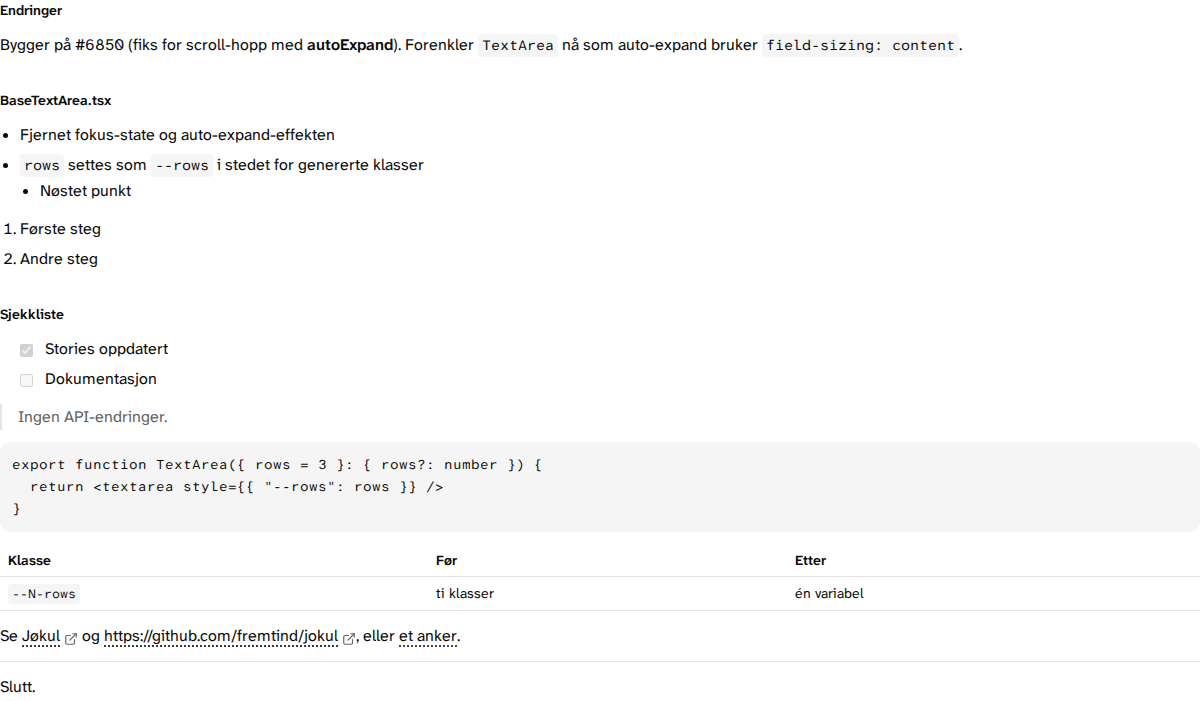 Endringer
Bygger på #6850 (fiks for scroll-hopp med autoExpand). Forenkler TextArea nå som auto-expand bruker field-sizing: content.
BaseTextArea.tsx
• Fjernet fokus-state og auto-expand-effekten
• rows settes som --rows i stedet for genererte klasser
• Nøstet punkt
1. Første steg
2. Andre steg
Sjekkliste
Stories oppdatert
Dokumentasjon
Ingen API-endringer.
export function TextArea({ rows = 3 }: { rows?: number }) {
  return <textarea style={{ "--rows": rows }} />
}
Klasse Før Etter
--N-rows ti klasser én variabel
Se Jøkul og https://github.com/fremtind/jokul, eller et anker.
Slutt.